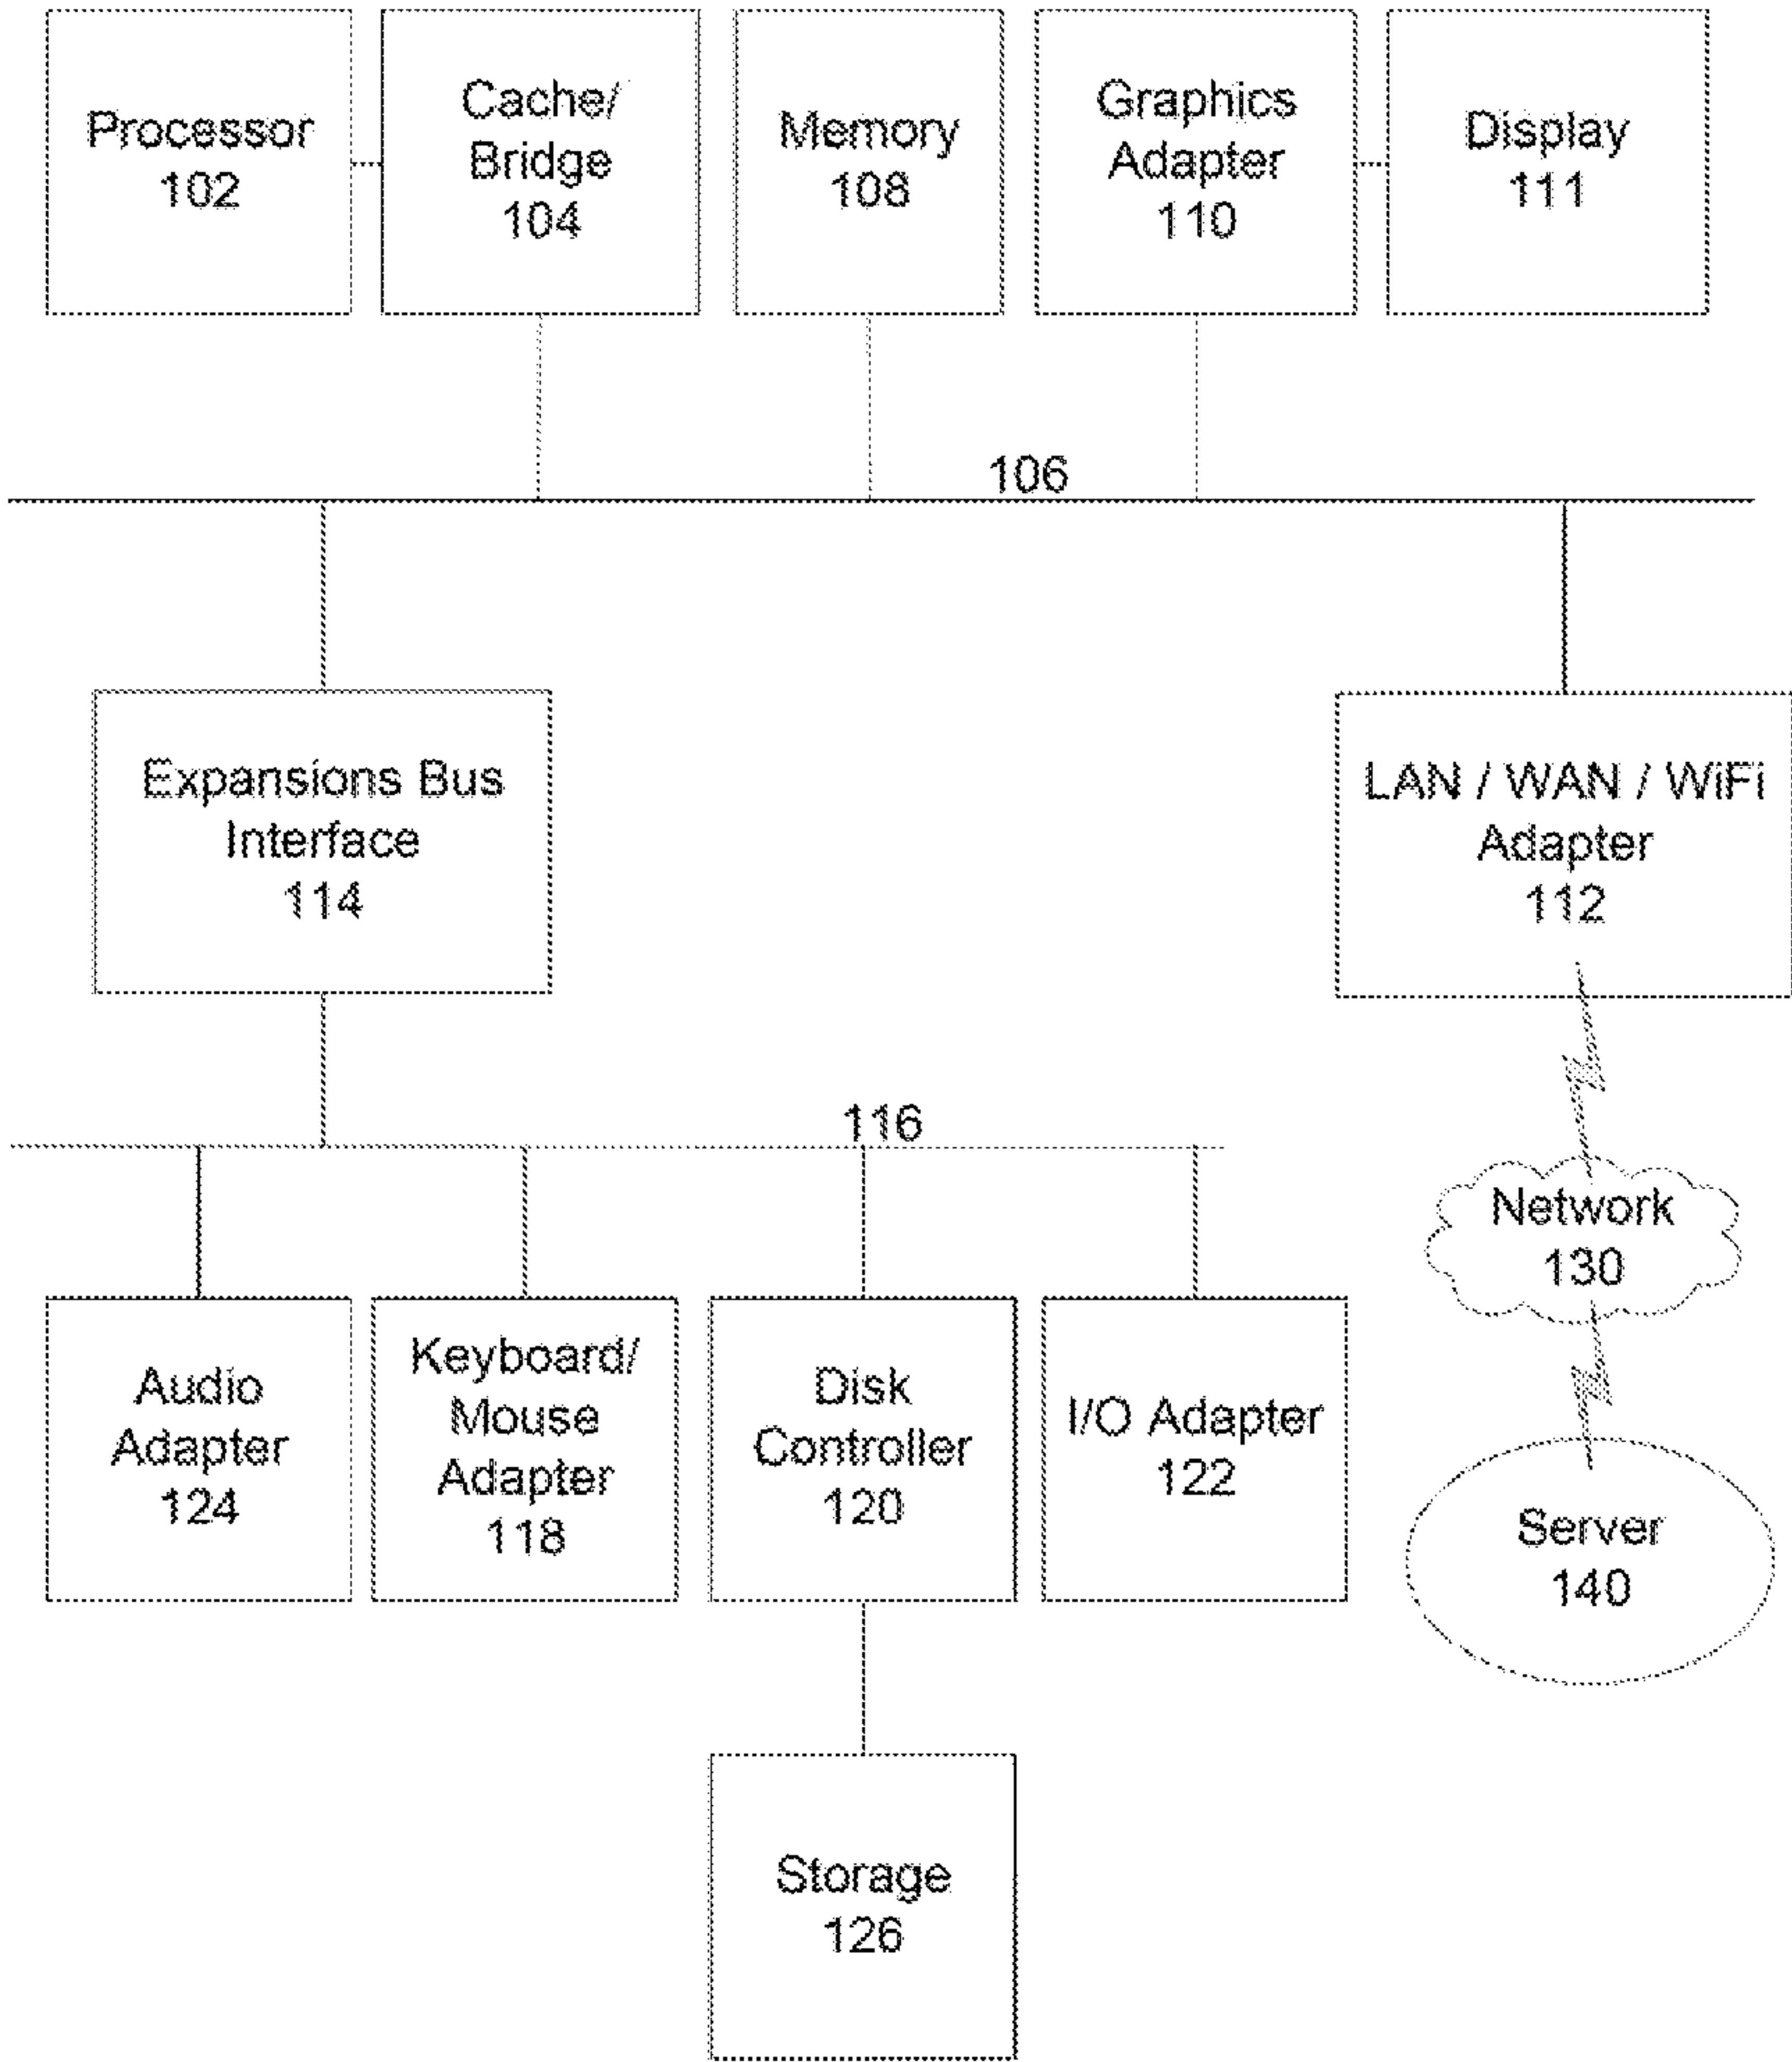 Processor
102
Cache/
Bridge
104
Memory
108
Graphics
Adapter
110
Display
111
106
Expansions Bus
Interface
114
LAN / WAN / WiFi
Adapter
112
116
Network
130
Audio
Adapter
124
Keyboard/
Mouse
Adapter
118
Disk
Controller
120
I/O Adapter
122
Server
140
Storage
126